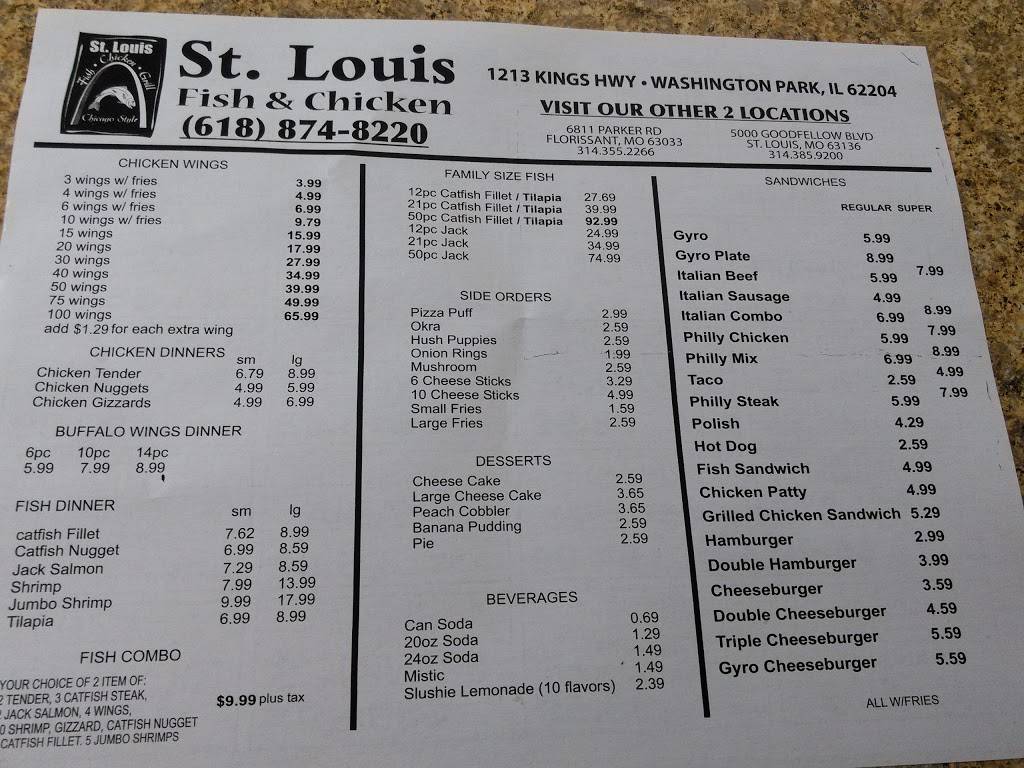 St. Louis
Fish • Chicken • Grill
Chicago Style
St. Louis
Fish & Chicken
(618) 874-8220
1213 KINGS HWY • WASHINGTON PARK, IL 62204
VISIT OUR OTHER 2 LOCATIONS
6811 PARKER RD
FLORISSANT, MO 63033
314.355.2266
5000 GOODFELLOW BLVD
ST. LOUIS, MO 63136
314.385.9200
CHICKEN WINGS
3 wings w/ fries 3.99
4 wings w/ fries 4.99
6 wings w/ fries 6.99
10 wings w/ fries 9.79
15 wings 15.99
20 wings 17.99
30 wings 27.99
40 wings 34.99
50 wings 39.99
75 wings 49.99
100 wings 65.99
add $1.29 for each extra wing
CHICKEN DINNERS
sm lg
Chicken Tender 6.79 8.99
Chicken Nuggets 4.99 5.99
Chicken Gizzards 4.99 6.99
BUFFALO WINGS DINNER
6pc 10pc 14pc
5.99 7.99 8.99
FISH DINNER
sm lg
catfish Fillet 7.62 8.99
Catfish Nugget 6.99 8.59
Jack Salmon 7.29 8.59
Shrimp 7.99 13.99
Jumbo Shrimp 9.99 17.99
Tilapia 6.99 8.99
FISH COMBO
YOUR CHOICE OF 2 ITEM OF:
2 TENDER, 3 CATFISH STEAK,
JACK SALMON, 4 WINGS,
0 SHRIMP, GIZZARD, CATFISH NUGGET
CATFISH FILLET. 5 JUMBO SHRIMPS
$9.99 plus tax
FAMILY SIZE FISH
12pc Catfish Fillet / Tilapia 27.69
21pc Catfish Fillet / Tilapia 39.99
50pc Catfish Fillet / Tilapia 92.99
12pc Jack 24.99
21pc Jack 34.99
50pc Jack 74.99
SIDE ORDERS
Pizza Puff 2.99
Okra 2.59
Hush Puppies 2.59
Onion Rings 1.99
Mushroom 2.59
6 Cheese Sticks 3.29
10 Cheese Sticks 4.99
Small Fries 1.59
Large Fries 2.59
DESSERTS
Cheese Cake 2.59
Large Cheese Cake 3.65
Peach Cobbler 3.65
Banana Pudding 2.59
Pie 2.59
BEVERAGES
Can Soda 0.69
20oz Soda 1.29
24oz Soda 1.49
Mistic 1.49
Slushie Lemonade (10 flavors) 2.39
SANDWICHES
REGULAR SUPER
Gyro 5.99
Gyro Plate 8.99
Italian Beef 5.99 7.99
Italian Sausage 4.99
Italian Combo 6.99 8.99
Philly Chicken 5.99 7.99
Philly Mix 6.99 8.99
Taco 2.59 4.99
Philly Steak 5.99 7.99
Polish 4.29
Hot Dog 2.59
Fish Sandwich 4.99
Chicken Patty 4.99
Grilled Chicken Sandwich 5.29
Hamburger 2.99
Double Hamburger 3.99
Cheeseburger 3.59
Double Cheeseburger 4.59
Triple Cheeseburger 5.59
Gyro Cheeseburger 5.59
ALL W/FRIES